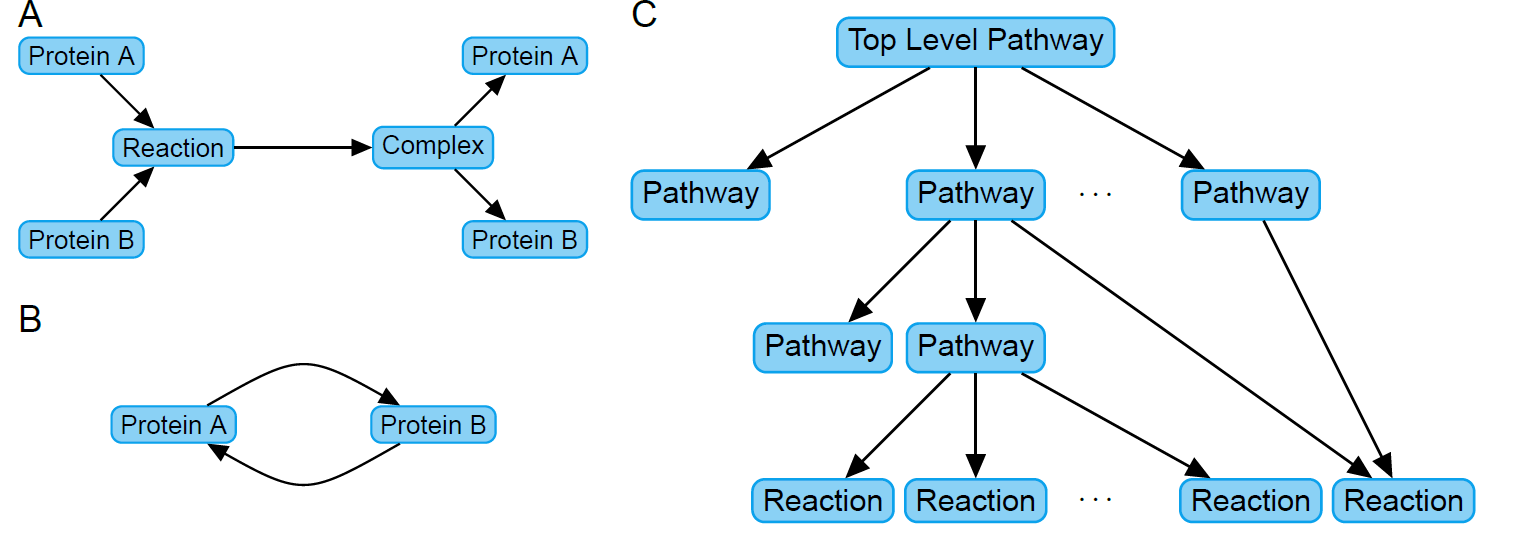 A
Protein A
Protein A
Reaction
Complex
Protein B
Protein B
B
Protein A
Protein B
C
Top Level Pathway
Pathway
Pathway
...
Pathway
Pathway
Pathway
Reaction
Reaction
...
Reaction
Reaction